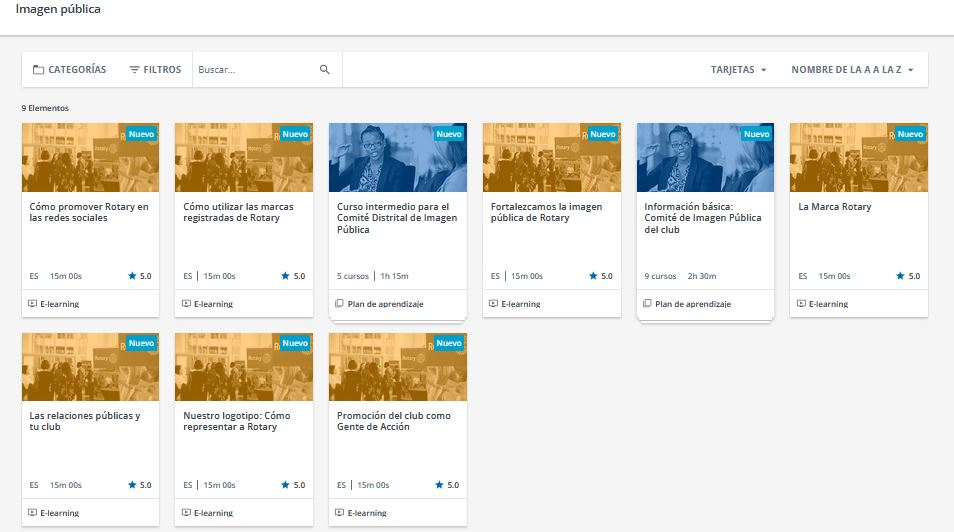 Imagen pública
CATEGORÍAS FILTROS Buscar... TARJETAS NOMBRE DE LA A A LA Z
9 Elementos
Nuevo Nuevo Nuevo Nuevo Nuevo Nuevo
Rotary Rotary Rotary Rotary
Cómo promover Rotary en
las redes sociales
ES 15m 00s 5.0
E-learning
Cómo utilizar las marcas
registradas de Rotary
ES | 15m 00s 5.0
E-learning
Curso intermedio para el
Comité Distrital de Imagen
Pública
5 cursos | 1h 15m
Plan de aprendizaje
Fortalezcamos la imagen
pública de Rotary
ES | 15m 00s 5.0
E-learning
Información básica:
Comité de Imagen Pública
del club
9 cursos 2h 30m
Plan de aprendizaje
La Marca Rotary
ES 15m 00s 5.0
E-learning
Nuevo Nuevo Nuevo
Rotary Rotary Rotary
Las relaciones públicas y
tu club
ES 15m 00s 5.0
E-learning
Nuestro logotipo: Cómo
representar a Rotary
ES | 15m 00s 5.0
E-learning
Promoción del club como
Gente de Acción
ES | 15m 00s 5.0
E-learning